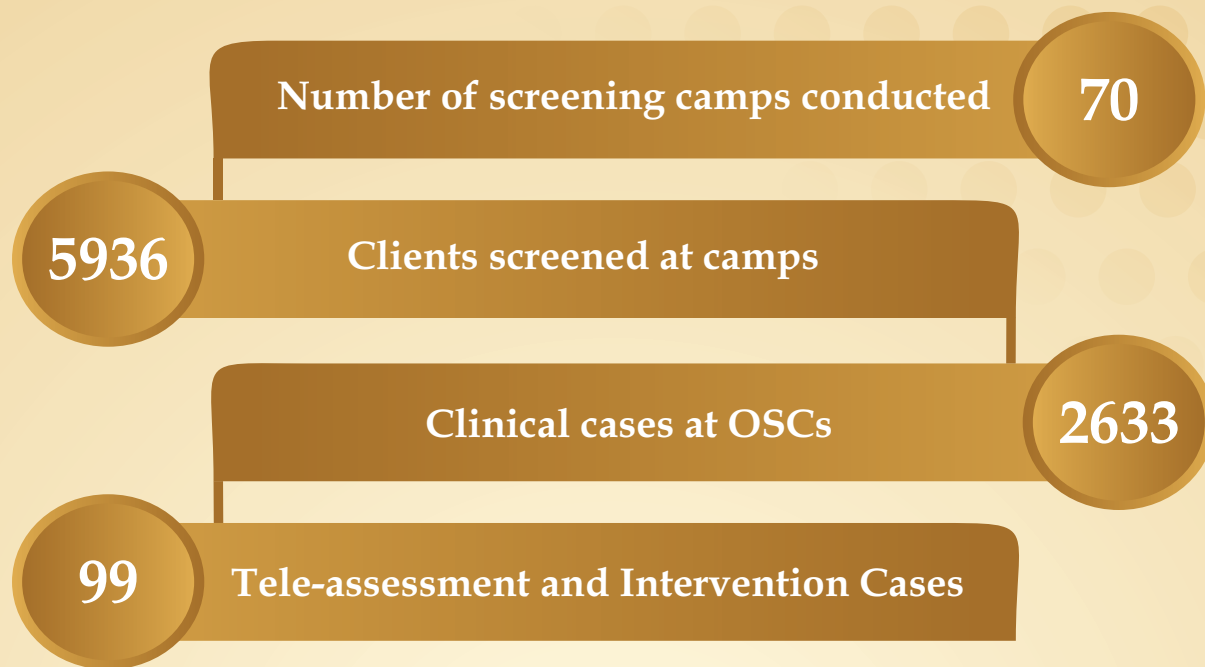 Number of screening camps conducted
70
5936
Clients screened at camps
Clinical cases at OSCs
2633
99
Tele-assessment and Intervention Cases